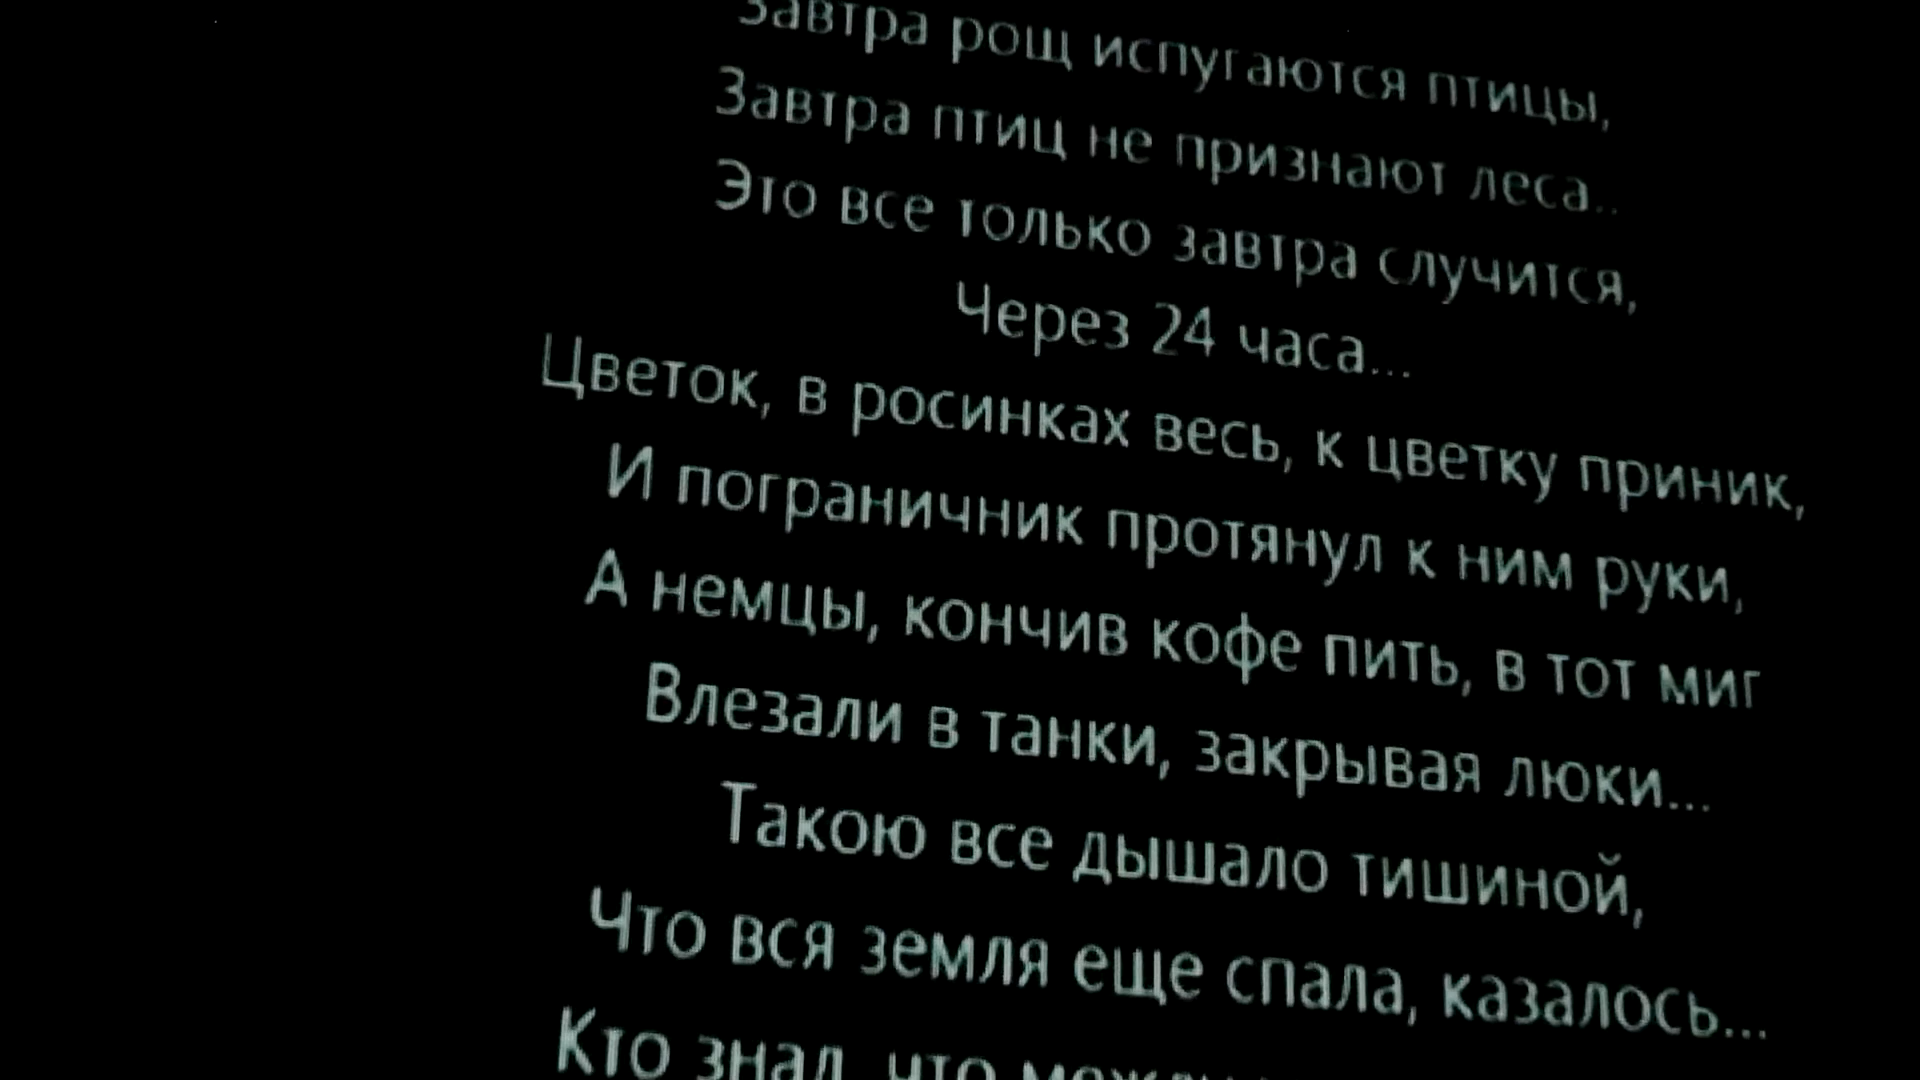 Завтра рощ испугаются птицы,
Завтра птиц не признают леса..
Это все только завтра случится,
Через 24 часа...
Цветок, в росинках весь, к цветку приник,
И пограничник протянул к ним руки,
А немцы, кончив кофе пить, в тот миг
Влезали в танки, закрывая люки...
Такою все дышало тишиной,
Что вся земля еще спала, казалось...
Кто знал, что